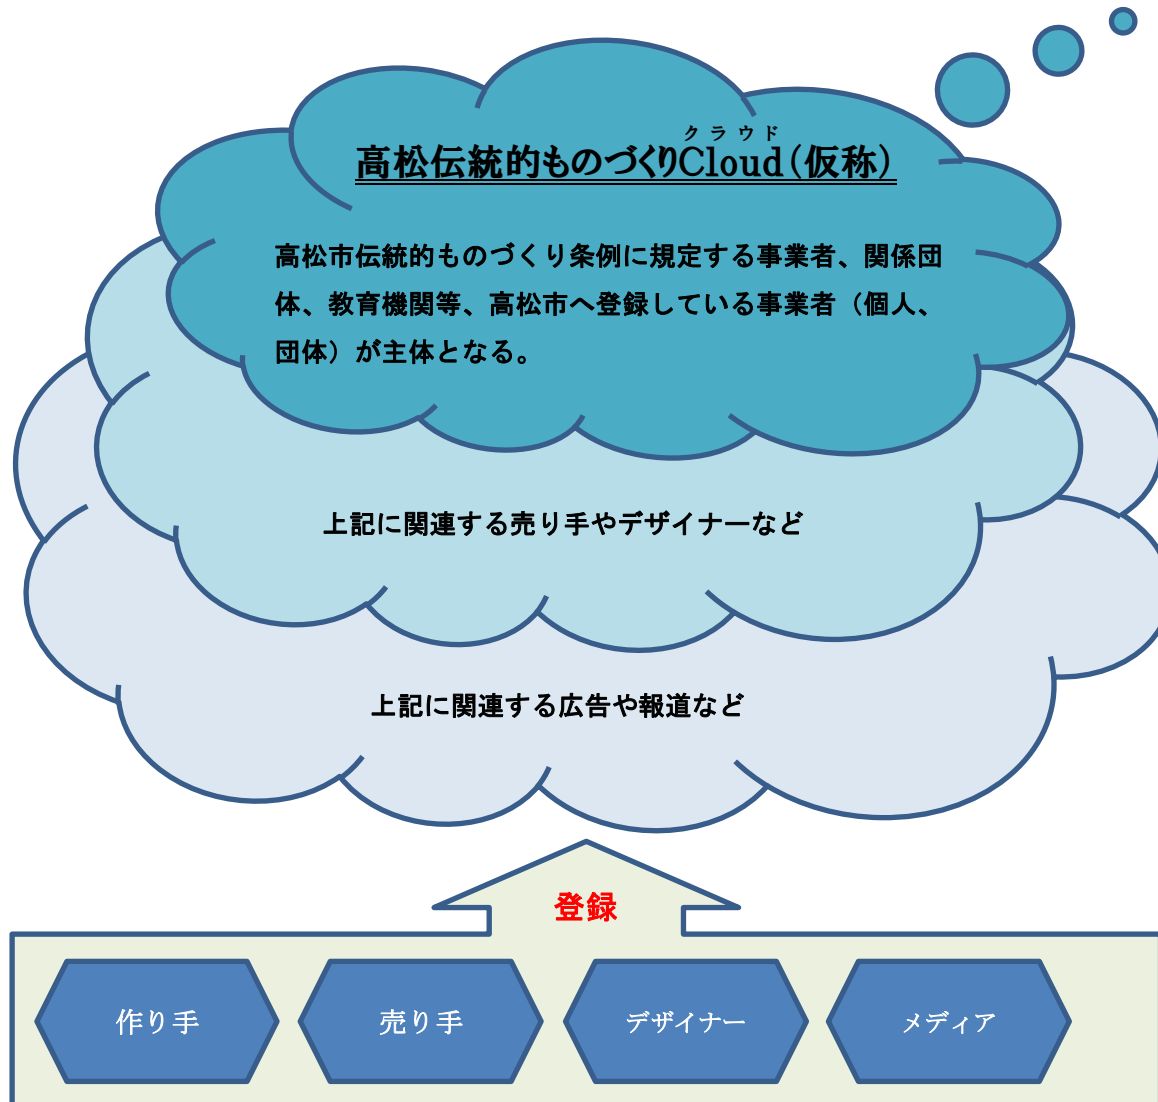 クラウド
高松伝統的ものづくりCloud(仮称)
高松市伝統的ものづくり条例に規定する事業者、関係団
体、教育機関等、高松市へ登録している事業者（個人、
団体）が主体となる。
上記に関連する売り手やデザイナーなど
上記に関連する広告や報道など
登録
作り手
売り手
デザイナー
メディア